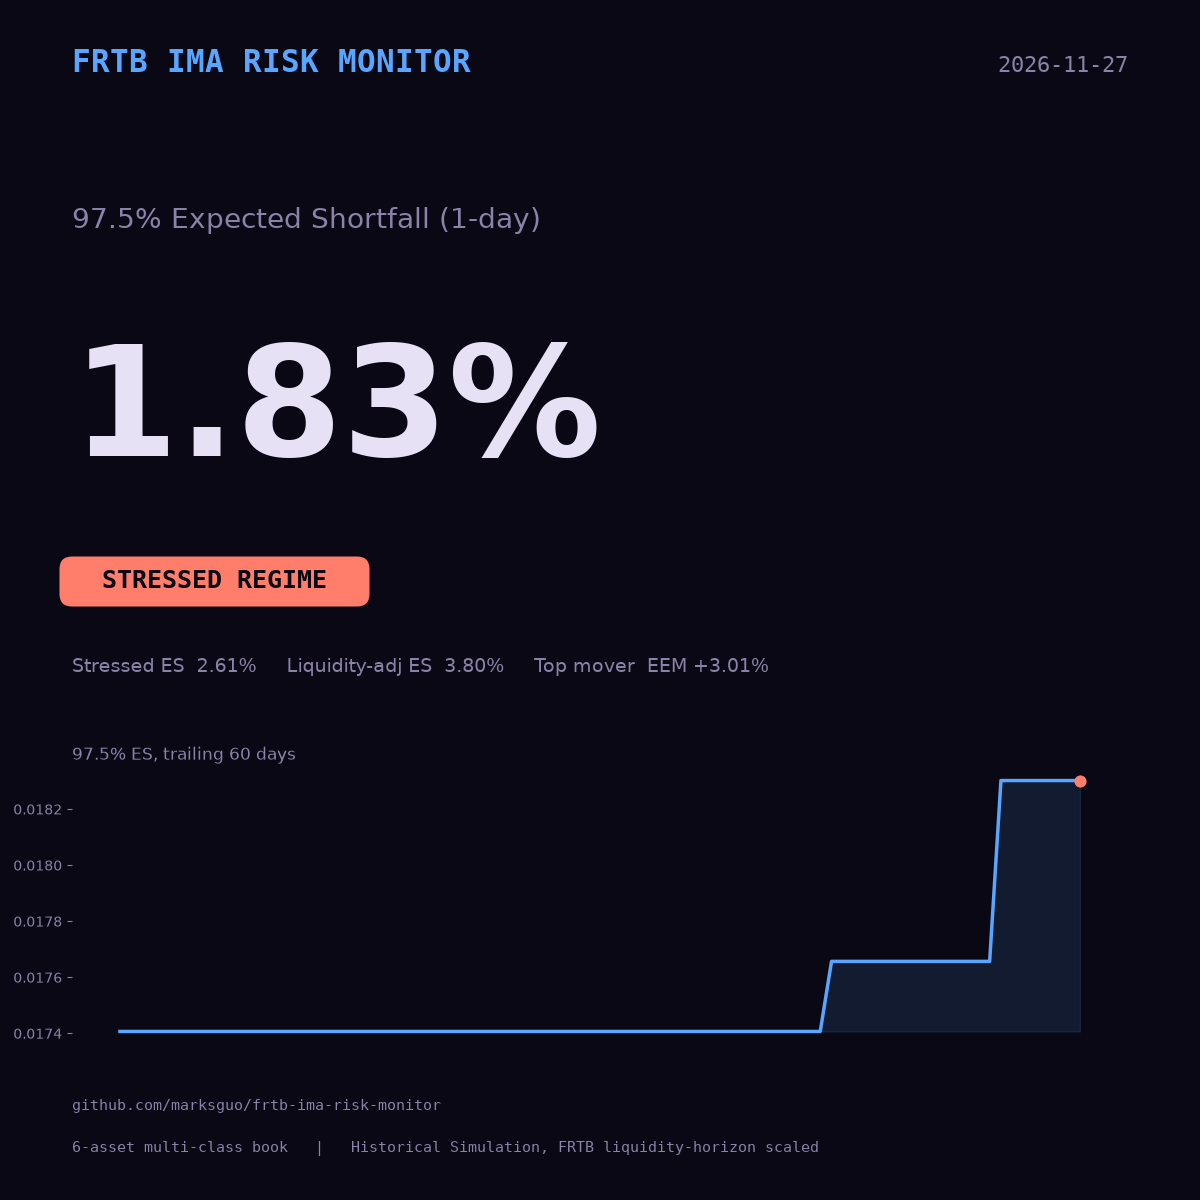 FRTB IMA RISK MONITOR
2026-11-27
97.5% Expected Shortfall (1-day)
1.83%
STRESSED REGIME
Stressed ES 2.61% Liquidity-adj ES 3.80% Top mover EEM +3.01%
97.5% ES, trailing 60 days
0.0182
0.0180
0.0178
0.0176
0.0174
github.com/marksguo/frtb-ima-risk-monitor
6-asset multi-class book | Historical Simulation, FRTB liquidity-horizon scaled